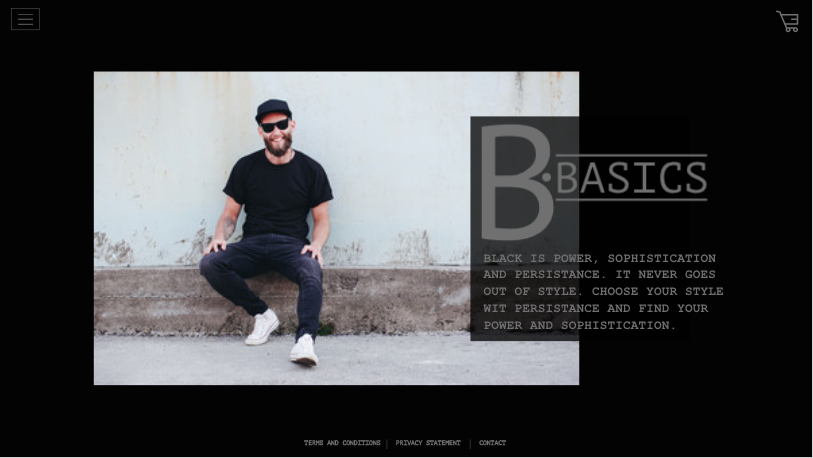 B·BASICS
BLACK IS POWER, SOPHISTICATION
AND PERSISTANCE. IT NEVER GOES
OUT OF STYLE. CHOOSE YOUR STYLE
WIT PERSISTANCE AND FIND YOUR
POWER AND SOPHISTICATION.
TERMS AND CONDITIONS | PRIVACY STATEMENT | CONTACT